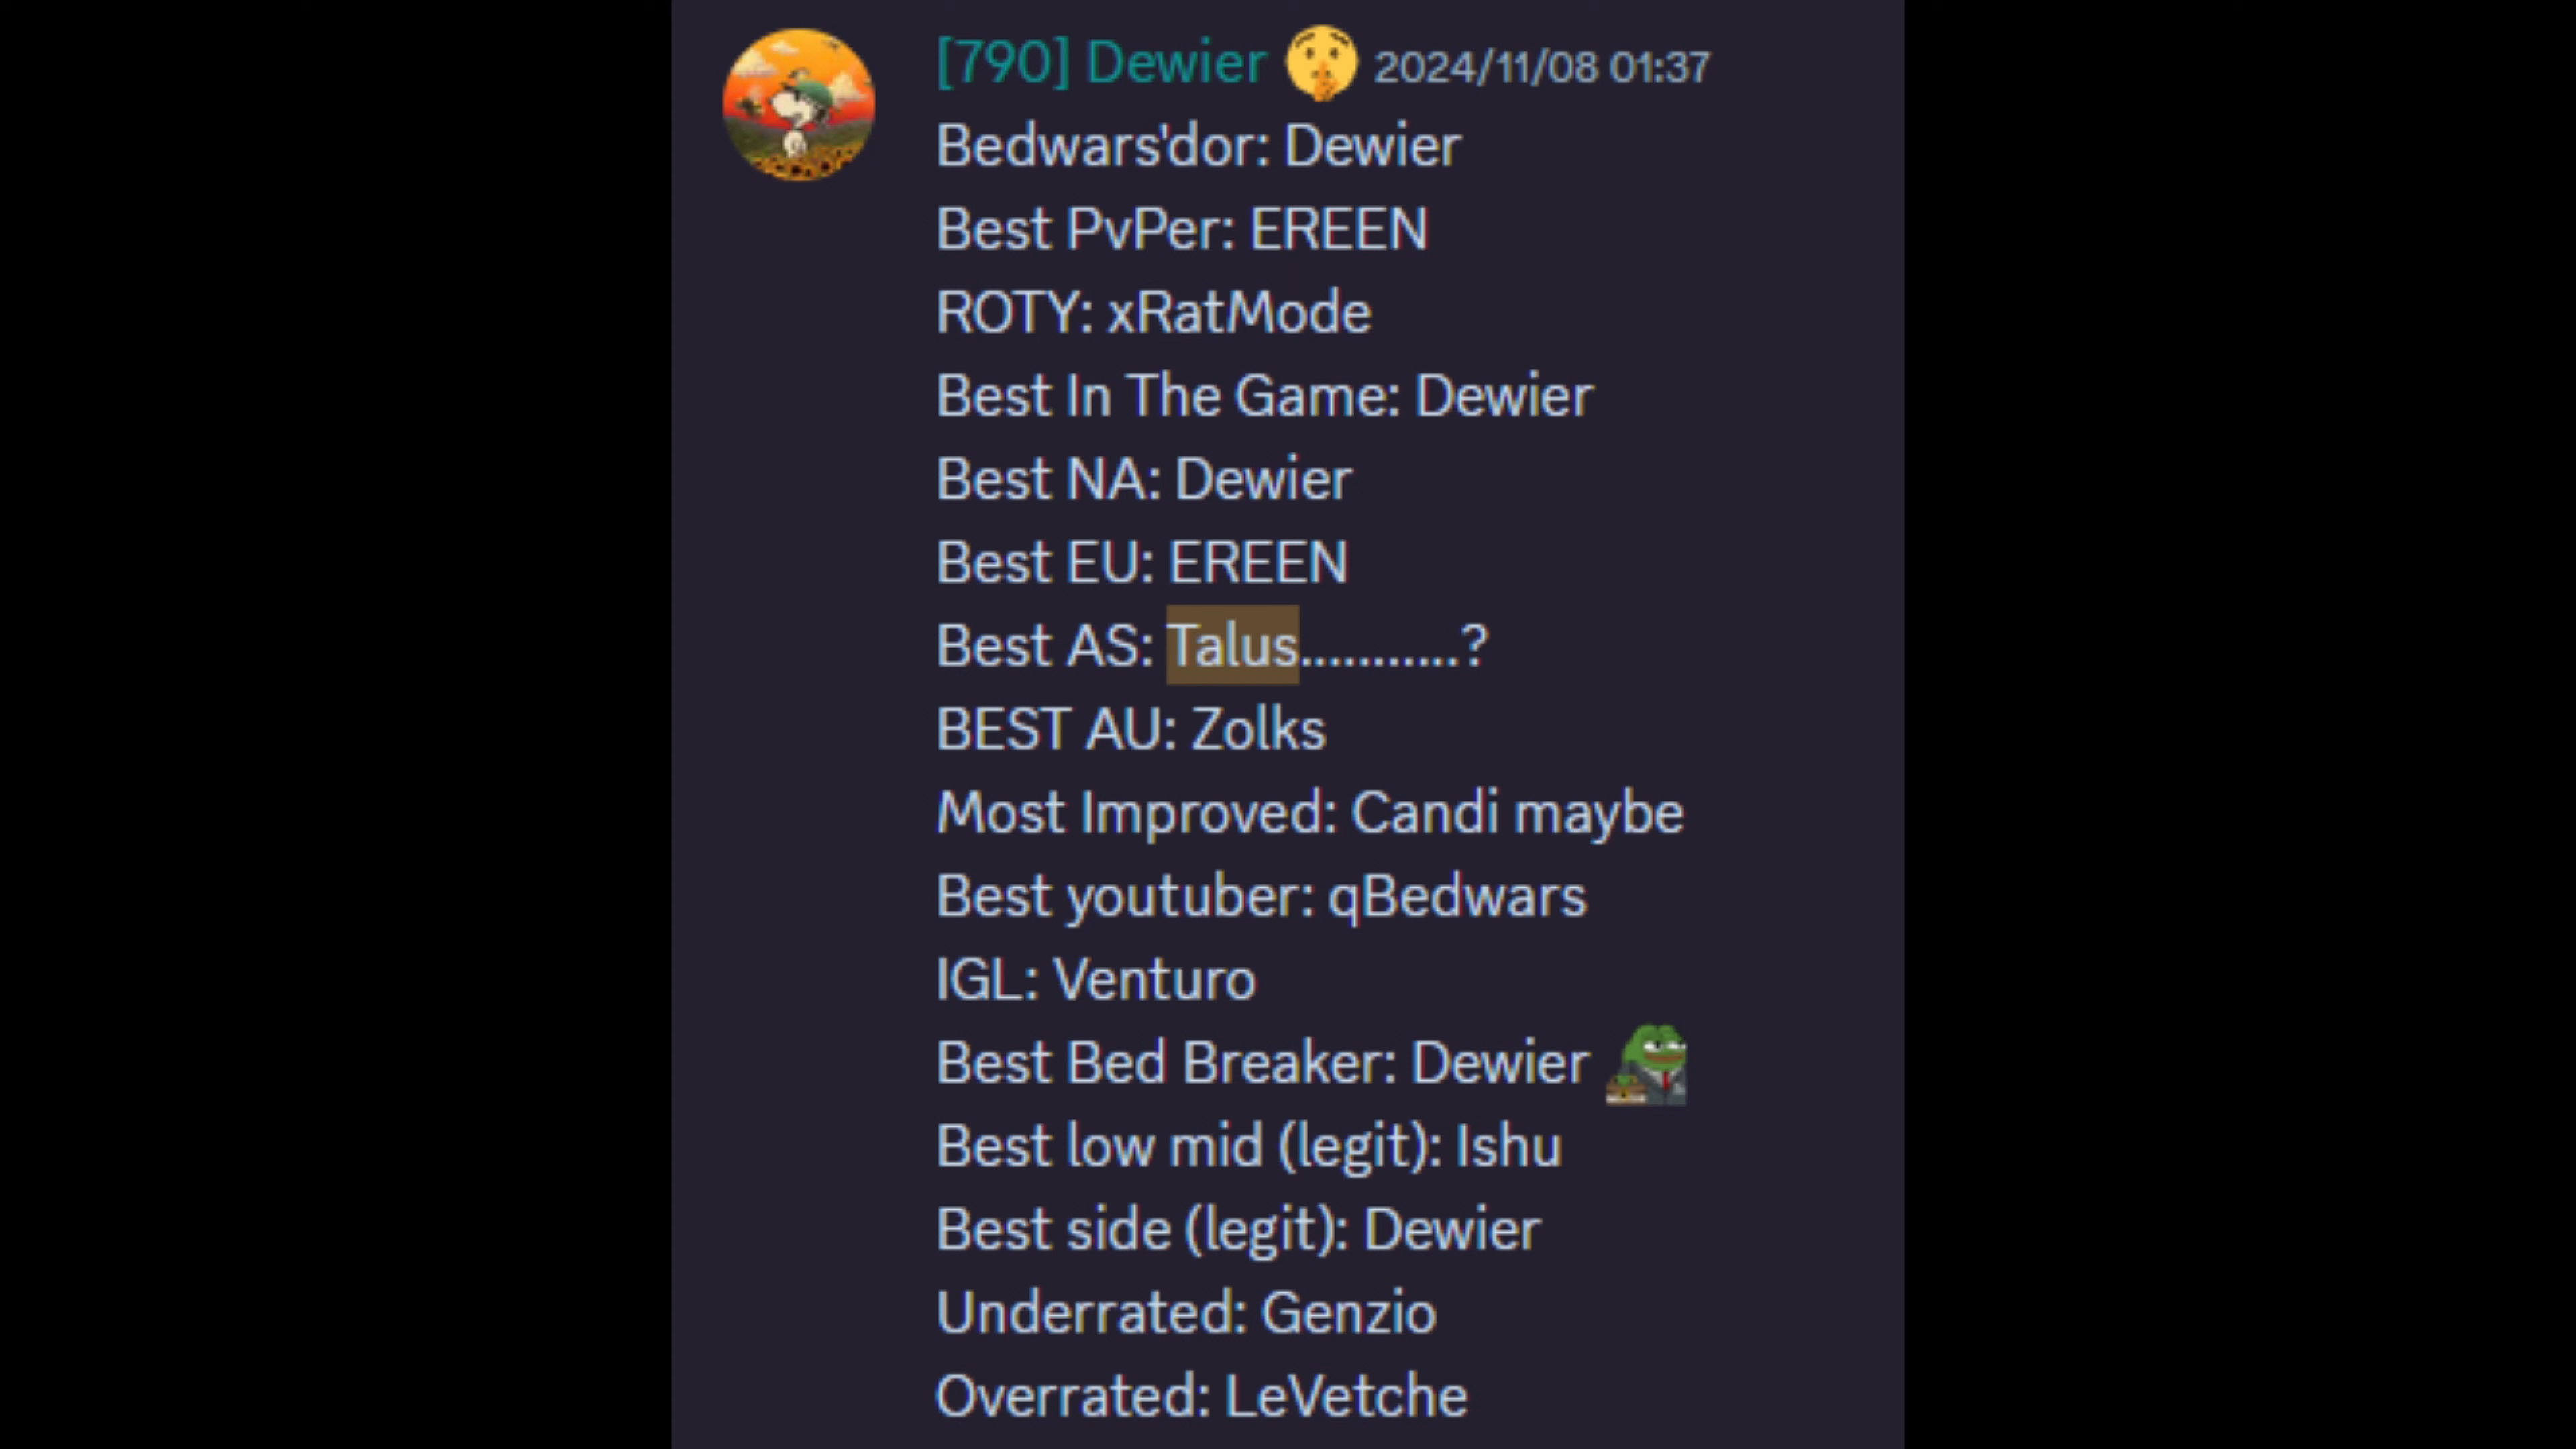 [790] Dewier 🤫 2024/11/08 01:37
Bedwars'dor: Dewier
Best PvPer: EREEN
ROTY: xRatMode
Best In The Game: Dewier
Best NA: Dewier
Best EU: EREEN
Best AS: Talus...........?
BEST AU: Zolks
Most Improved: Candi maybe
Best youtuber: qBedwars
IGL: Venturo
Best Bed Breaker: Dewier
Best low mid (legit): Ishu
Best side (legit): Dewier
Underrated: Genzio
Overrated: LeVetche